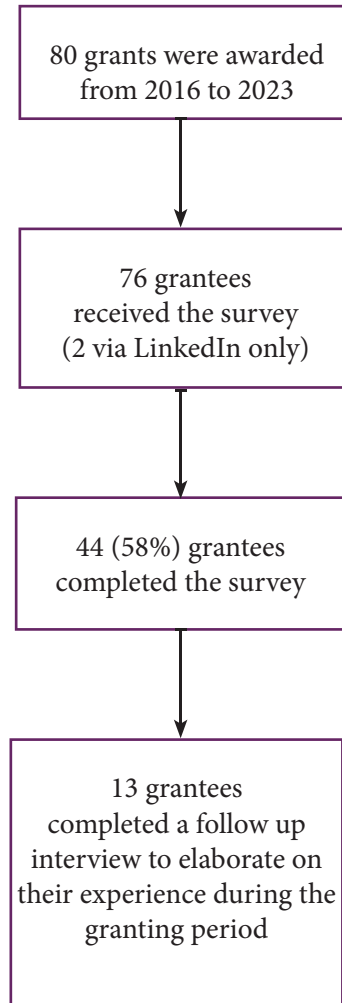 80 grants were awarded
from 2016 to 2023
76 grantees
received the survey
(2 via LinkedIn only)
44 (58%) grantees
completed the survey
13 grantees
completed a follow up
interview to elaborate on
their experience during the
granting period